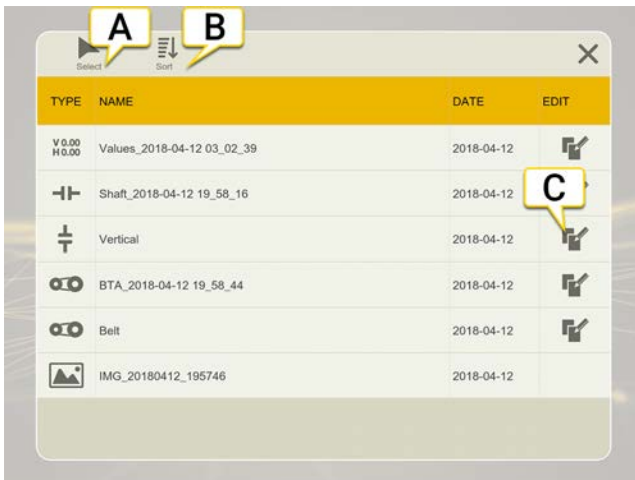 A
B
Select
Sort
TYPE NAME DATE EDIT
V 0.00
H 0.00
Values_2018-04-12 03_02_39 2018-04-12
Shaft_2018-04-12 19_58_16 2018-04-12
C
Vertical 2018-04-12
BTA_2018-04-12 19_58_44 2018-04-12
Belt 2018-04-12
IMG_20180412_195746 2018-04-12